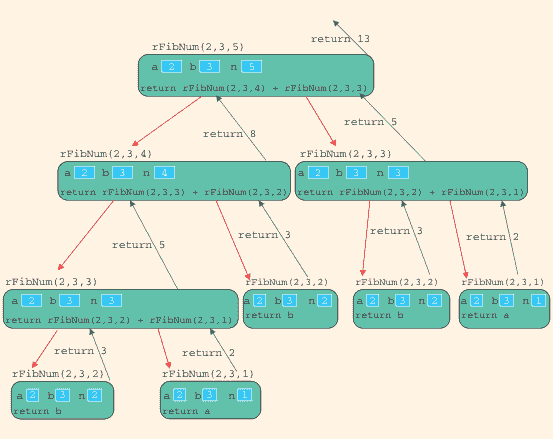 return 13
rFibNum(2,3,5)
a 2 b 3 n 5
return rFibNum(2,3,4) + rFibNum(2,3,3)
return 8
return 5
rFibNum(2,3,4)
rFibNum(2,3,3)
a 2 b 3 n 4
a 2 b 3 n 3
return rFibNum(2,3,3) + rFibNum(2,3,2)
return rFibNum(2,3,2) + rFibNum(2,3,1)
return 5
return 3
return 3
return 2
rFibNum(2,3,3)
rFibNum(2,3,2)
rFibNum(2,3,2)
rFibNum(2,3,1)
a 2 b 3 n 3
a 2 b 3 n 2
a 2 b 3 n 2
a 2 b 3 n 1
return rFibNum(2,3,2) + rFibNum(2,3,1)
return b
return b
return a
return 3
return 2
rFibNum(2,3,2)
rFibNum(2,3,1)
a 2 b 3 n 2
a 2 b 3 n 1
return b
return a